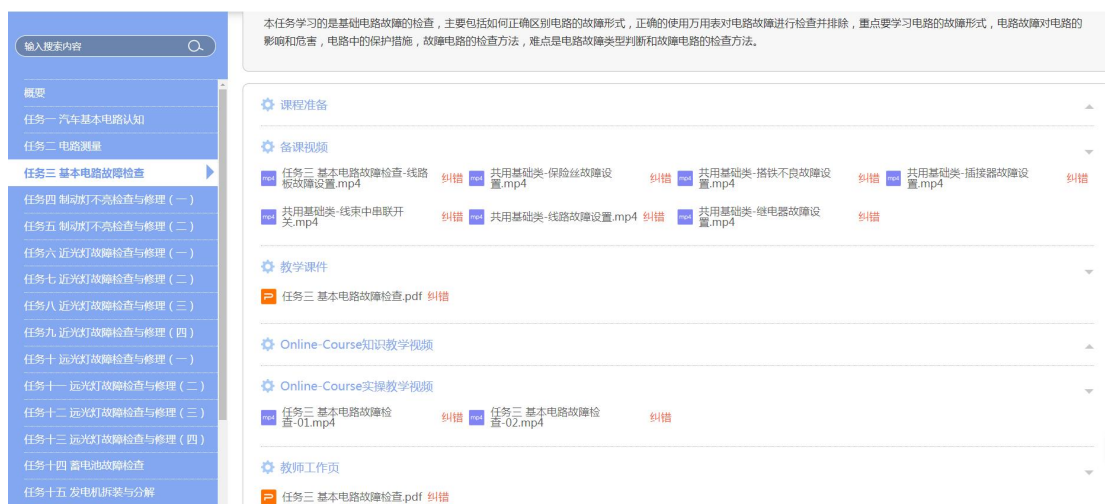 本任务学习的是基础电路故障的检查，主要包括如何正确区别电路的故障形式，正确的使用万用表对电路故障进行检查并排除，重点要学习电路的故障形式，电路故障对电路的
影响和危害，电路中的保护措施，故障电路的检查方法，难点是电路故障类型判断和故障电路的检查方法。
输入搜索内容
概要
任务一 汽车基本电路认知
任务二 电路测量
任务三 基本电路故障检查
任务四 制动灯不亮检查与修理（一）
任务五 制动灯不亮检查与修理（二）
任务六 近光灯故障检查与修理（一）
任务七 近光灯故障检查与修理（二）
任务八 近光灯故障检查与修理（三）
任务九 近光灯故障检查与修理（四）
任务十 远光灯故障检查与修理（一）
任务十一 远光灯故障检查与修理（二）
任务十二 远光灯故障检查与修理（三）
任务十三 远光灯故障检查与修理（四）
任务十四 蓄电池故障检查
任务十五 发电机拆装与分解
课程准备
备课视频
mp4 任务三 基本电路故障检查-线路
板故障设置.mp4 纠错
mp4 共用基础类-保险丝故障设
置.mp4 纠错
mp4 共用基础类-搭铁不良故障设
置.mp4 纠错
mp4 共用基础类-插接器故障设
置.mp4 纠错
mp4 共用基础类-线束中串联开
关.mp4 纠错
mp4 共用基础类-线路故障设置.mp4 纠错
mp4 共用基础类-继电器故障设
置.mp4 纠错
教学课件
任务三 基本电路故障检查.pdf 纠错
Online-Course知识教学视频
Online-Course实操教学视频
mp4 任务三 基本电路故障检
查-01.mp4 纠错
mp4 任务三 基本电路故障检
查-02.mp4 纠错
教师工作页
任务三 基本电路故障检查.pdf 纠错